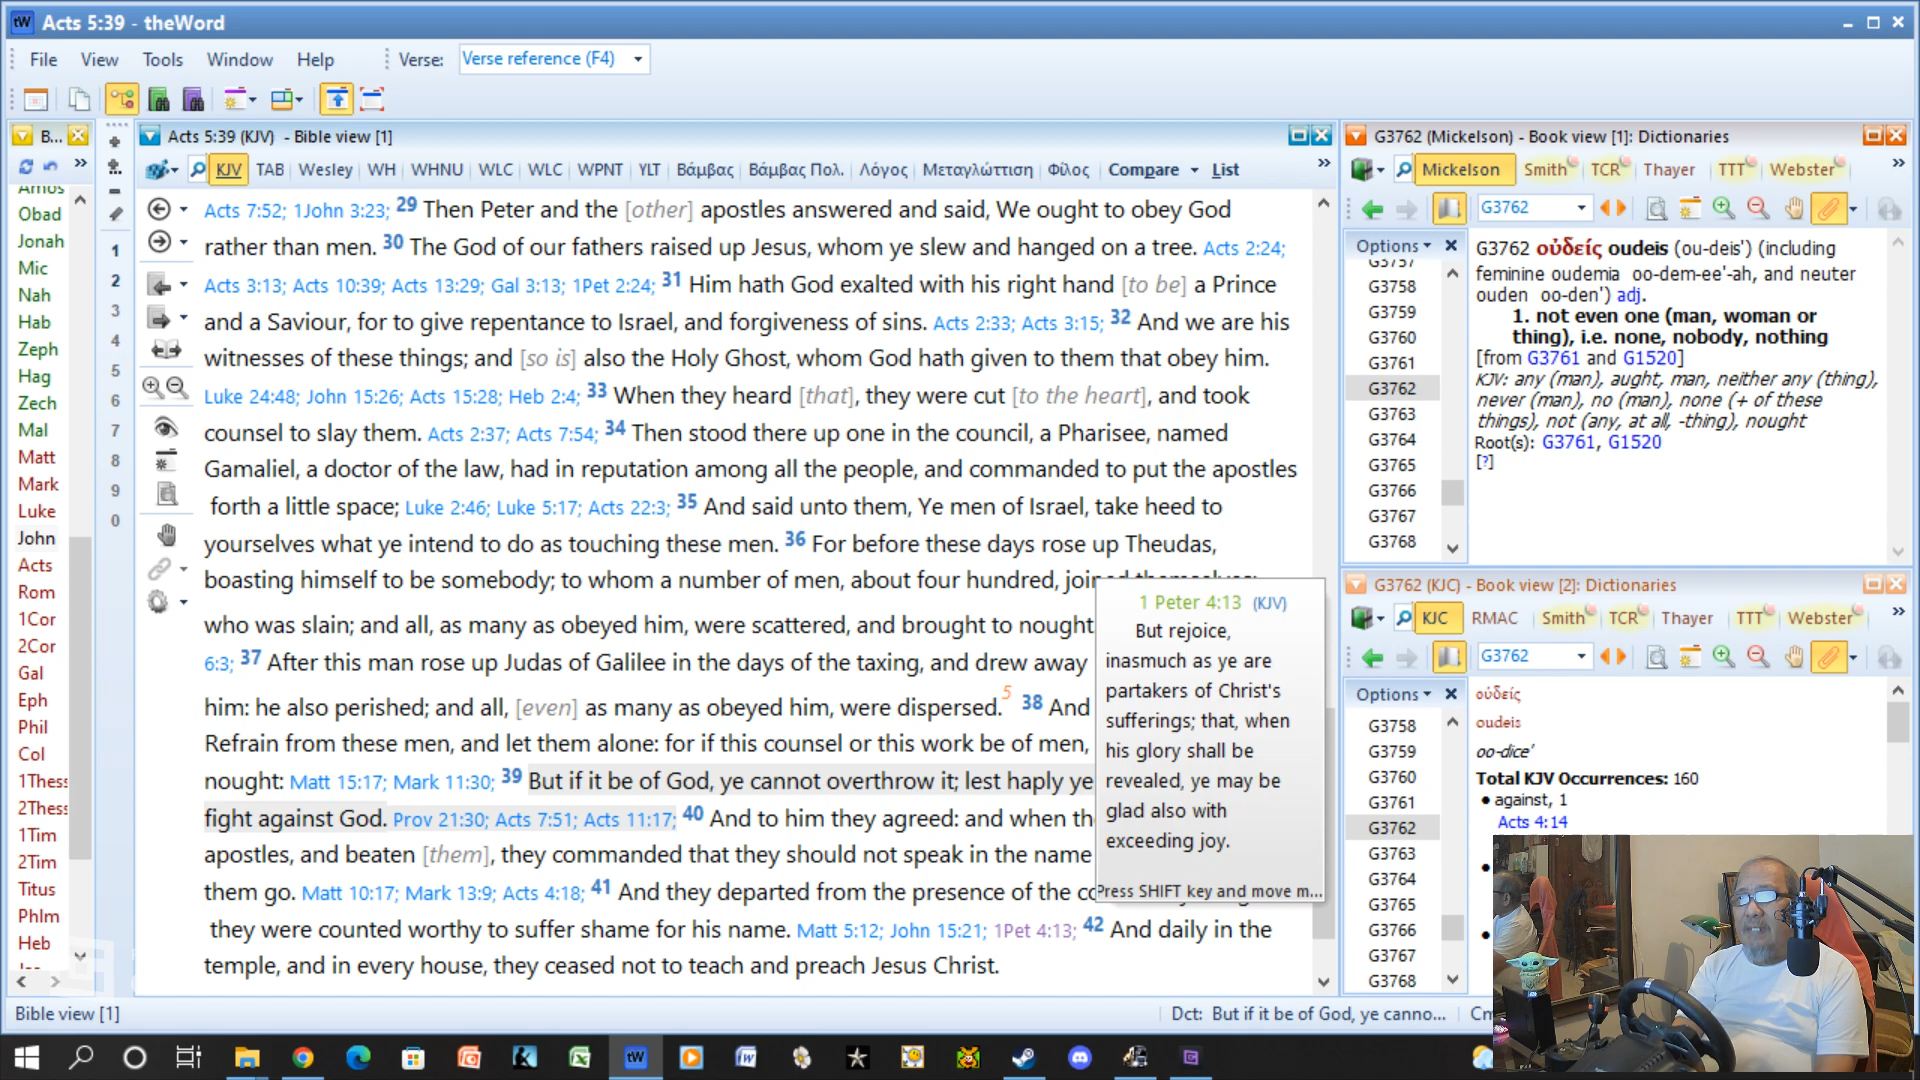 Acts 5:39 - theWord
File View Tools Window Help Verse: Verse reference (F4)
B...
Acts 5:39 (KJV) - Bible view [1]
KJV TAB Wesley WH WHNU WLC WLC WPNT YLT Βάμβας Βάμβας Πολ. Λόγος Μεταγλώττιση Φίλος Compare List
Amos
Obad
Jonah
Mic
Nah
Hab
Zeph
Hag
Zech
Mal
Matt
Mark
Luke
John
Acts
Rom
1Cor
2Cor
Gal
Eph
Phil
Col
1Thess
2Thess
1Tim
2Tim
Titus
Phlm
Heb
1
2
3
4
5
6
7
8
9
0
Acts 7:52; 1John 3:23; 29 Then Peter and the [other] apostles answered and said, We ought to obey God
rather than men. 30 The God of our fathers raised up Jesus, whom ye slew and hanged on a tree. Acts 2:24;
Acts 3:13; Acts 10:39; Acts 13:29; Gal 3:13; 1Pet 2:24; 31 Him hath God exalted with his right hand [to be] a Prince
and a Saviour, for to give repentance to Israel, and forgiveness of sins. Acts 2:33; Acts 3:15; 32 And we are his
witnesses of these things; and [so is] also the Holy Ghost, whom God hath given to them that obey him.
Luke 24:48; John 15:26; Acts 15:28; Heb 2:4; 33 When they heard [that], they were cut [to the heart], and took
counsel to slay them. Acts 2:37; Acts 7:54; 34 Then stood there up one in the council, a Pharisee, named
Gamaliel, a doctor of the law, had in reputation among all the people, and commanded to put the apostles
forth a little space; Luke 2:46; Luke 5:17; Acts 22:3; 35 And said unto them, Ye men of Israel, take heed to
yourselves what ye intend to do as touching these men. 36 For before these days rose up Theudas,
boasting himself to be somebody; to whom a number of men, about four hundred, joined themselves:
who was slain; and all, as many as obeyed him, were scattered, and brought to nought
6:3; 37 After this man rose up Judas of Galilee in the days of the taxing, and drew away
him: he also perished; and all, [even] as many as obeyed him, were dispersed. 5 38 And
Refrain from these men, and let them alone: for if this counsel or this work be of men,
nought: Matt 15:17; Mark 11:30; 39 But if it be of God, ye cannot overthrow it; lest haply ye
fight against God. Prov 21:30; Acts 7:51; Acts 11:17; 40 And to him they agreed: and when th
apostles, and beaten [them], they commanded that they should not speak in the name
them go. Matt 10:17; Mark 13:9; Acts 4:18; 41 And they departed from the presence of the co
they were counted worthy to suffer shame for his name. Matt 5:12; John 15:21; 1Pet 4:13; 42 And daily in the
temple, and in every house, they ceased not to teach and preach Jesus Christ.
1 Peter 4:13 (KJV)
But rejoice,
inasmuch as ye are
partakers of Christ's
sufferings; that, when
his glory shall be
revealed, ye may be
glad also with
exceeding joy.
Press SHIFT key and move m...
G3762 (Mickelson) - Book view [1]: Dictionaries
Mickelson Smith TCR Thayer TTT Webster
G3762
Options
G3757
G3758
G3759
G3760
G3761
G3762
G3763
G3764
G3765
G3766
G3767
G3768
G3762 οὐδείς oudeis (ou-deis') (including
feminine oudemia oo-dem-ee'-ah, and neuter
ouden oo-den') adj.
1. not even one (man, woman or
thing), i.e. none, nobody, nothing
[from G3761 and G1520]
KJV: any (man), aught, man, neither any (thing),
never (man), no (man), none (+ of these
things), not (any, at all, -thing), nought
Root(s): G3761, G1520
[?]
G3762 (KJC) - Book view [2]: Dictionaries
KJC RMAC Smith TCR Thayer TTT Webster
G3762
Options
G3758
G3759
G3760
G3761
G3762
G3763
G3764
G3765
G3766
G3767
G3768
οὐδείς
oudeis
oo-dice'
Total KJV Occurrences: 160
• against, 1
Acts 4:14
Bible view [1]
Dct: But if it be of God, ye canno...